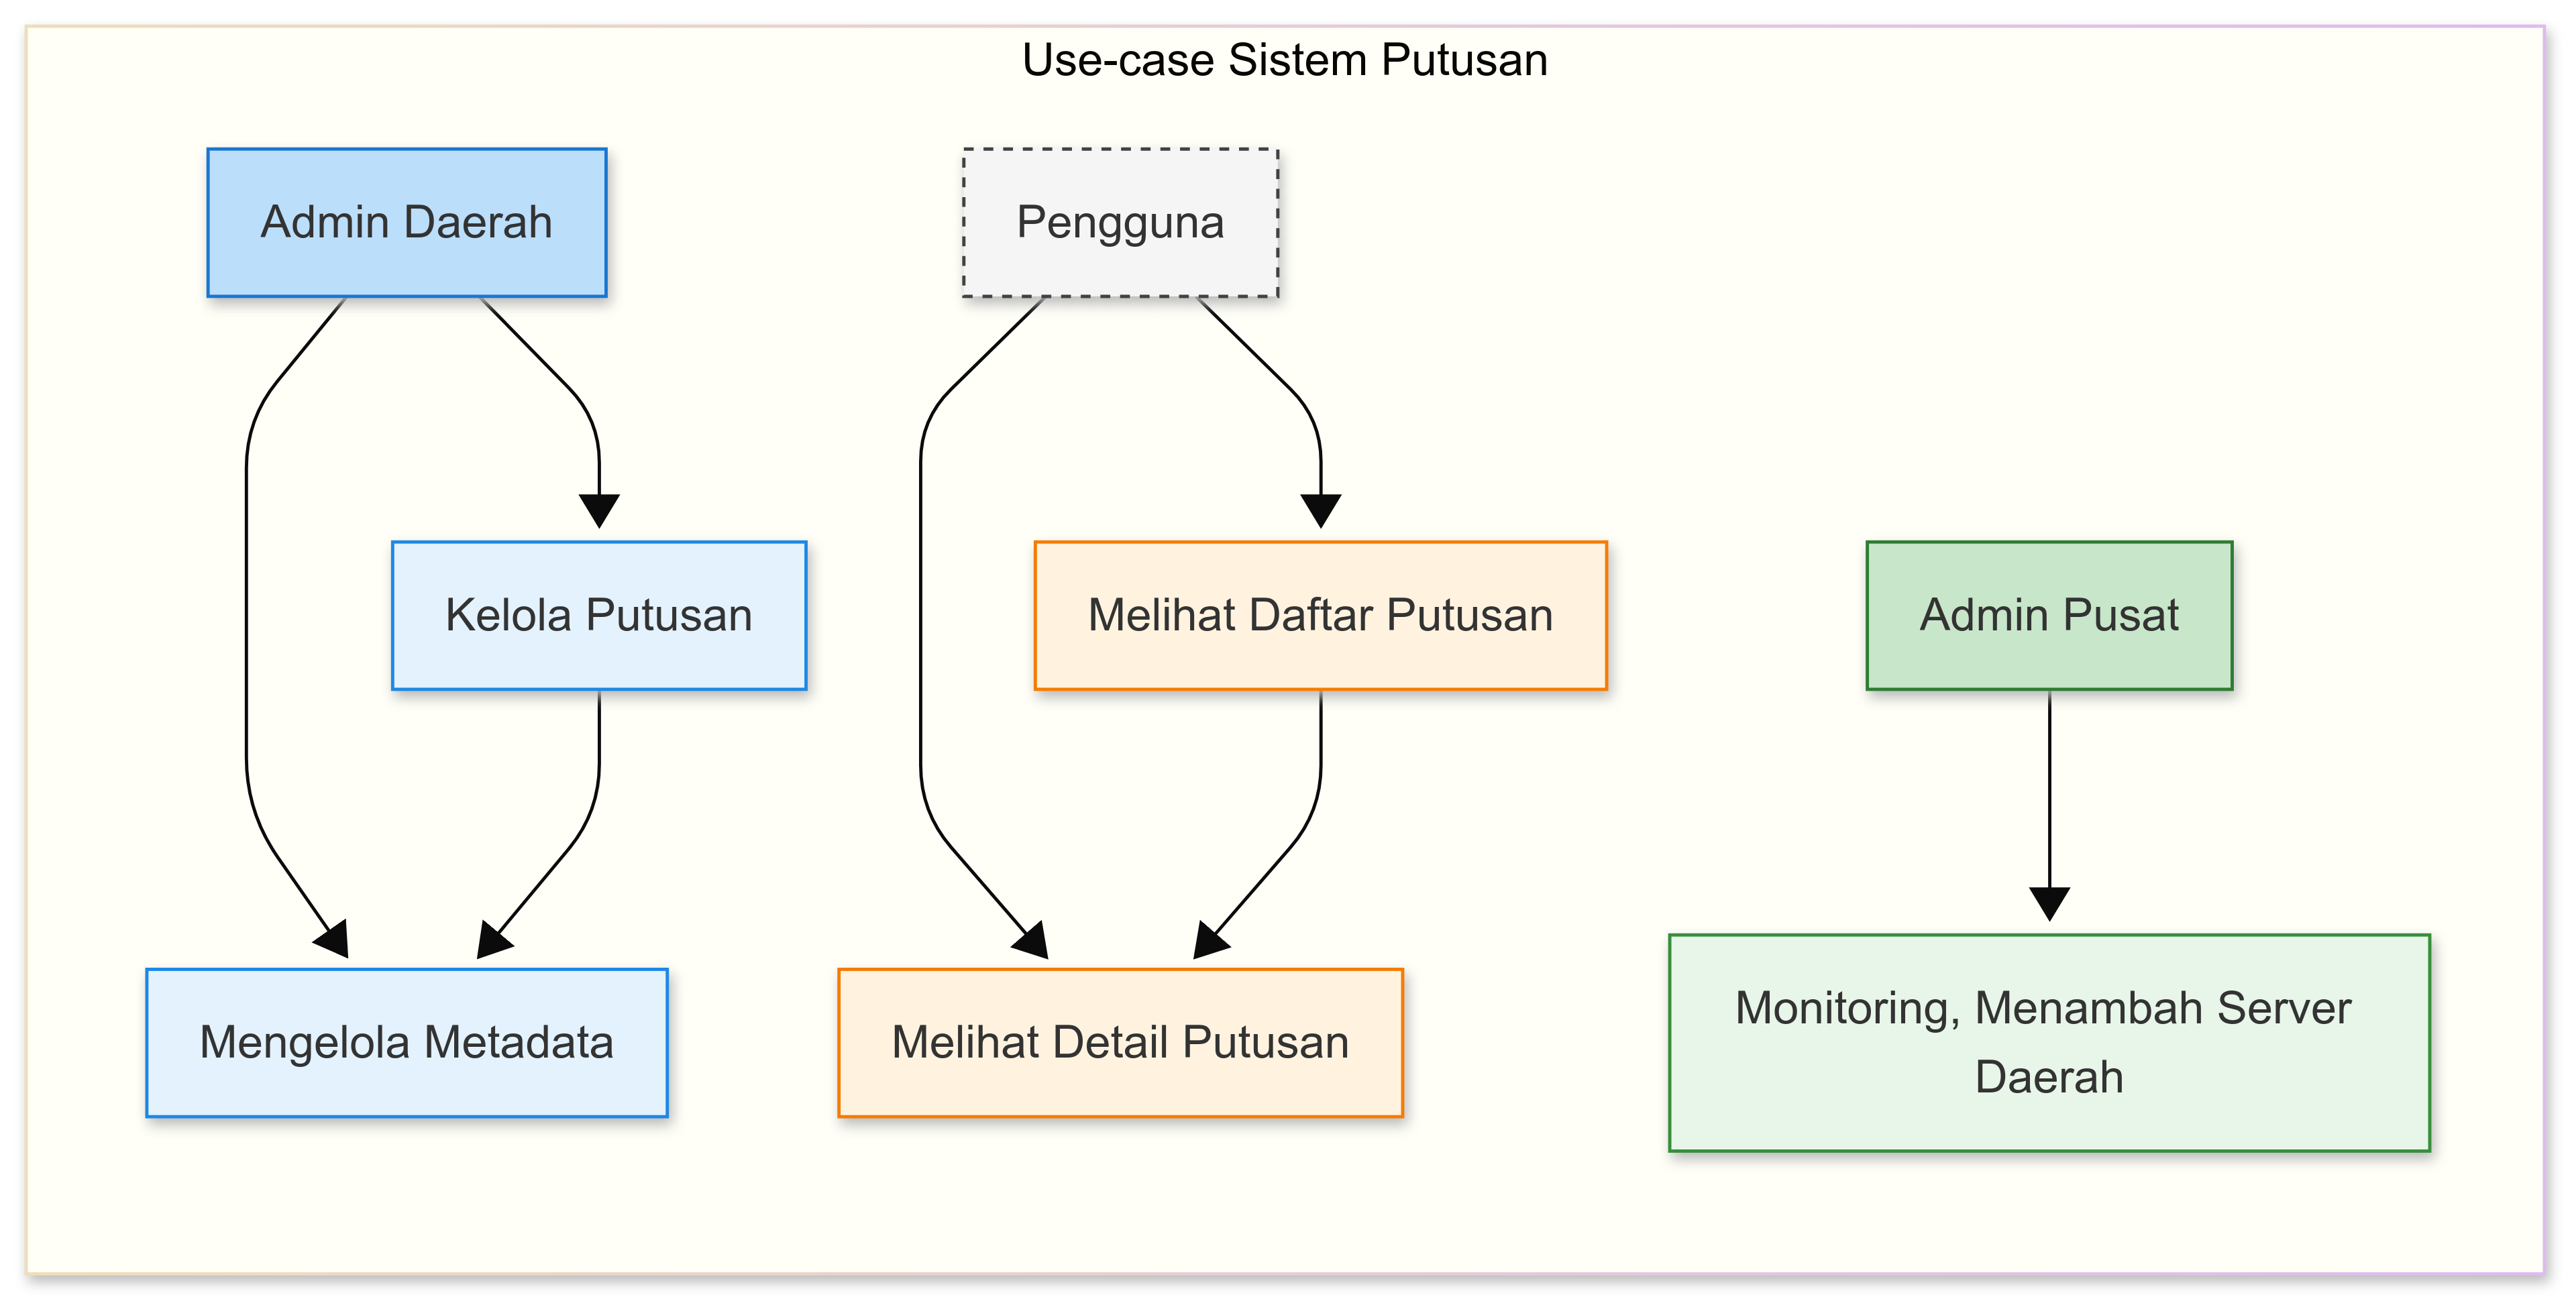 Use-case Sistem Putusan
Admin Daerah
Pengguna
Kelola Putusan
Melihat Daftar Putusan
Admin Pusat
Mengelola Metadata
Melihat Detail Putusan
Monitoring, Menambah Server
Daerah